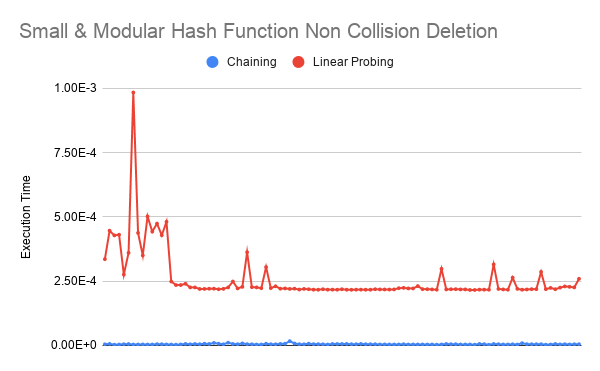 Small & Modular Hash Function Non Collision Deletion
Chaining Linear Probing
1.00E-3
7.50E-4
5.00E-4
2.50E-4
0.00E+0
Execution Time